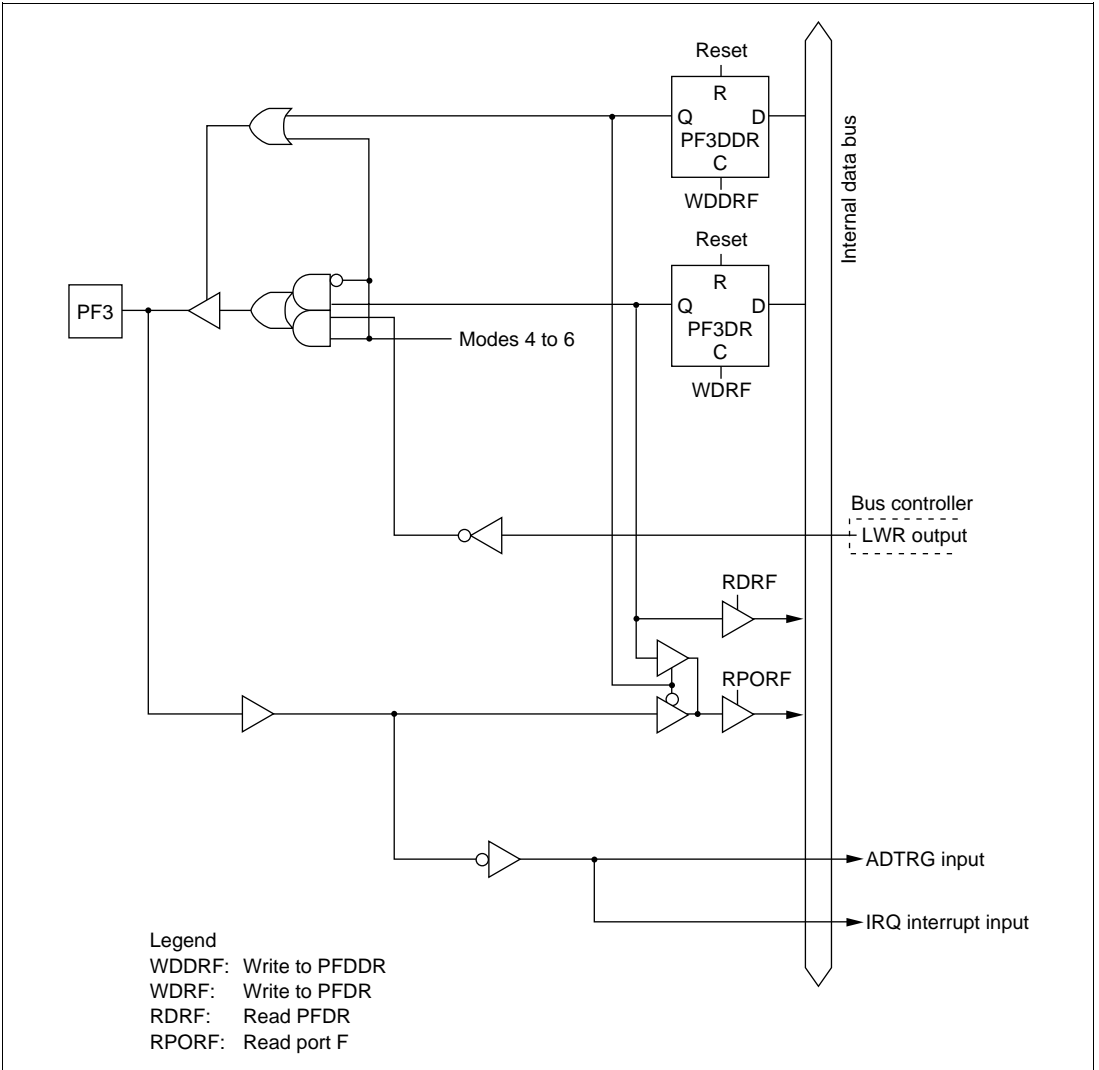 Reset
R
Q D
PF3DDR
C
WDDRF
Internal data bus
Reset
R
Q D
PF3DR
C
WDRF
PF3
Modes 4 to 6
Bus controller
LWR output
RDRF
RPORF
ADTRG input
IRQ interrupt input
Legend
WDDRF: Write to PFDDR
WDRF: Write to PFDR
RDRF: Read PFDR
RPORF: Read port F